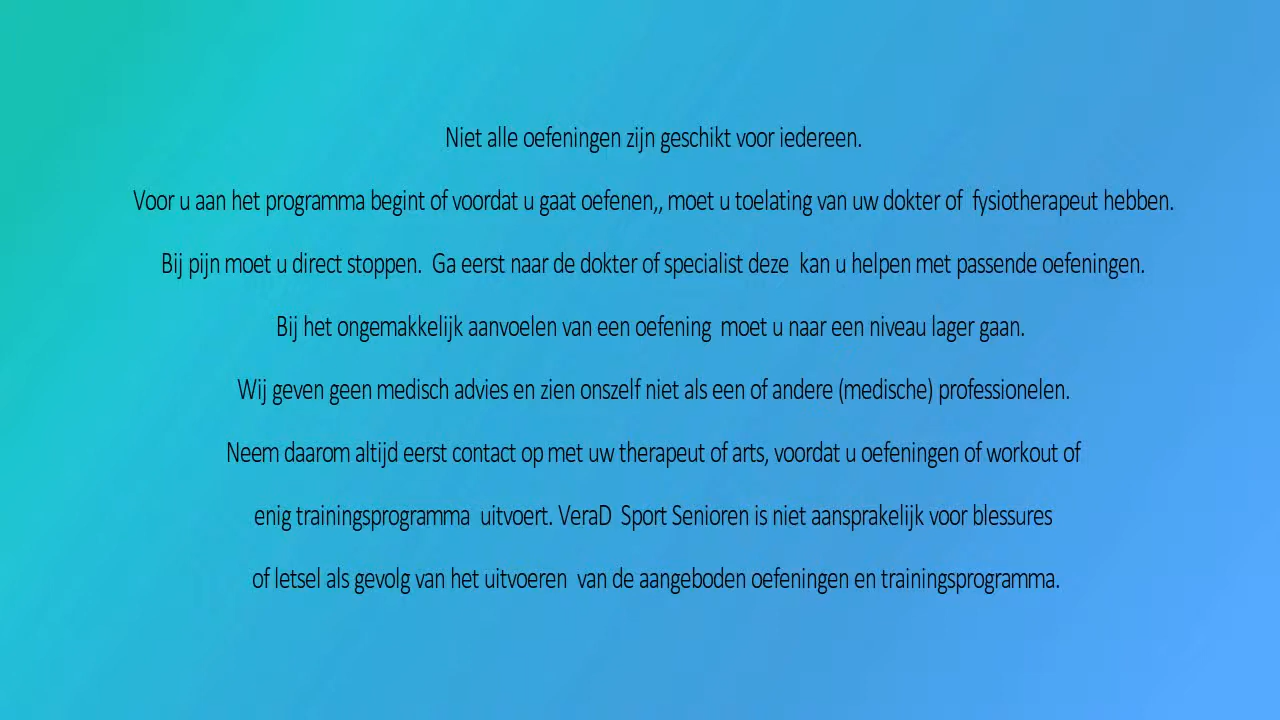 Niet alle oefeningen zijn geschikt voor iedereen.
Voor u aan het programma begint of voordat u gaat oefenen,, moet u toelating van uw dokter of  fysiotherapeut hebben.
Bij pijn moet u direct stoppen.  Ga eerst naar de dokter of specialist deze  kan u helpen met passende oefeningen.
Bij het ongemakkelijk aanvoelen van een oefening  moet u naar een niveau lager gaan.
Wij geven geen medisch advies en zien onszelf niet als een of andere (medische) professionelen.
Neem daarom altijd eerst contact op met uw therapeut of arts, voordat u oefeningen of workout of
enig trainingsprogramma  uitvoert. VeraD  Sport Senioren is niet aansprakelijk voor blessures
of letsel als gevolg van het uitvoeren  van de aangeboden oefeningen en trainingsprogramma.